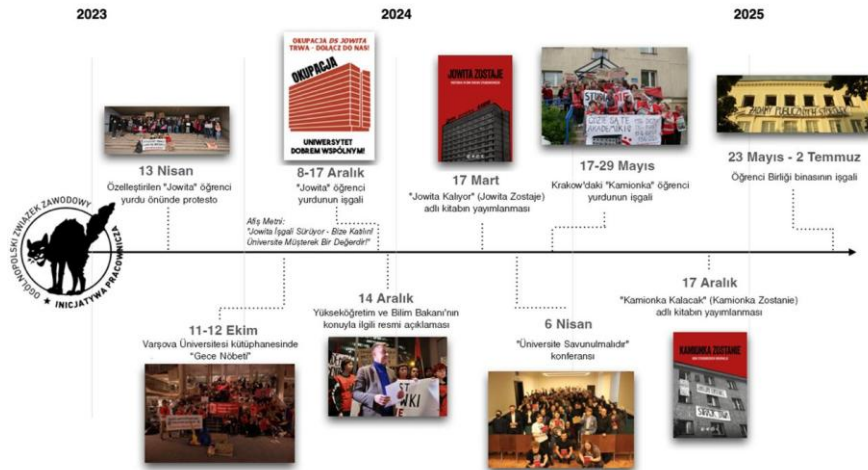 2023
2024
2025
13 Nisan
Özelleştirilen "Jowita" öğrenci
yurdu önünde protesto
OKUPACJA DS JOWITA
TRWA - DOŁĄCZ DO NAS!
OKUPACJA
UNIWERSYTET
DOBREM WSPÓLNYM!
8-17 Aralık
"Jowita" öğrenci
yurdunun işgali
Afiş Metni:
"Jowita İşgali Sürüyor - Bize Katılın!
Üniversite Müşterek Bir Değerdir!"
JOWITA ZOSTAJE
17 Mart
"Jowita Kalıyor" (Jowita Zostaje)
adlı kitabın yayımlanması
GDZIE SĄ TE
AKADEMIKI
17-29 Mayıs
Krakow'daki "Kamionka" öğrenci
yurdunun işgali
23 Mayıs - 2 Temmuz
Öğrenci Birliği binasının işgali
OGÓLNOPOLSKI ZWIĄZEK ZAWODOWY
INICJATYWA PRACOWNICZA
11-12 Ekim
Varşova Üniversitesi kütüphanesinde
"Gece Nöbeti"
14 Aralık
Yükseköğretim ve Bilim Bakanı'nın
konuyla ilgili resmi açıklaması
6 Nisan
"Üniversite Savunulmalıdır"
konferansı
17 Aralık
"Kamionka Kalacak" (Kamionka Zostanie)
adlı kitabın yayımlanması
KAMIONKA ZOSTANIE